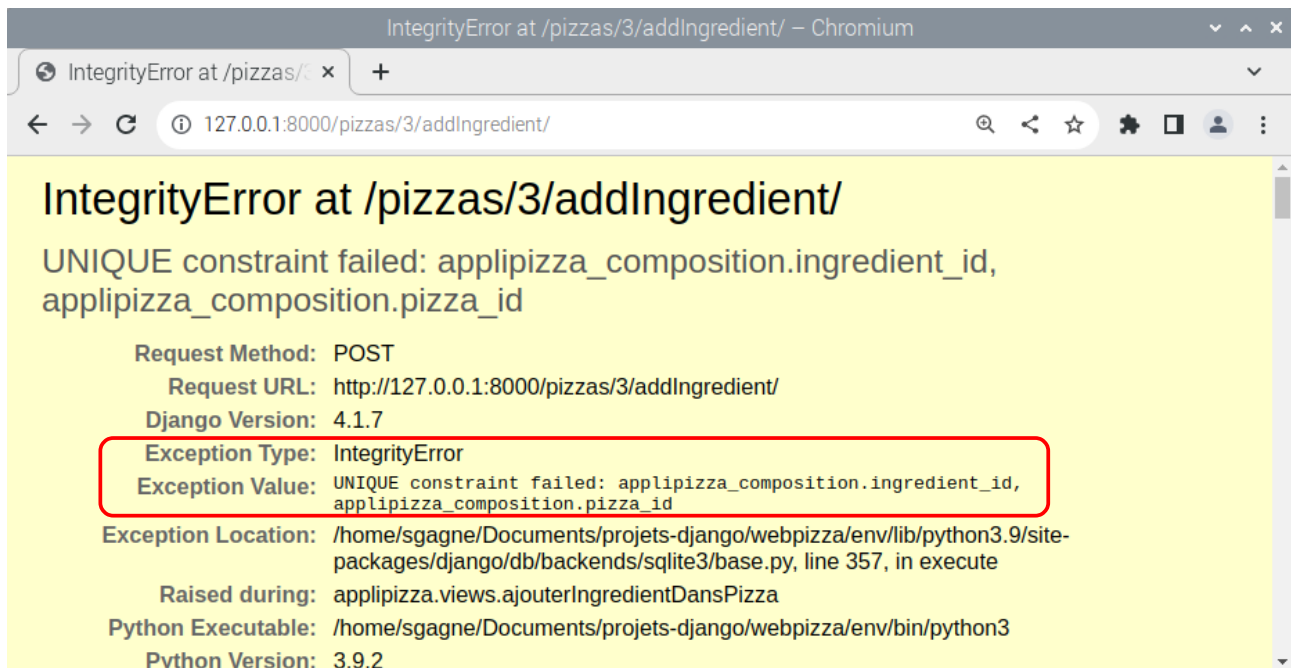 IntegrityError at /pizzas/3/addIngredient/ – Chromium
IntegrityError at /pizzas/3
127.0.0.1:8000/pizzas/3/addIngredient/
IntegrityError at /pizzas/3/addIngredient/
UNIQUE constraint failed: applipizza_composition.ingredient_id,
applipizza_composition.pizza_id
Request Method: POST
Request URL: http://127.0.0.1:8000/pizzas/3/addIngredient/
Django Version: 4.1.7
Exception Type: IntegrityError
Exception Value: UNIQUE constraint failed: applipizza_composition.ingredient_id,
applipizza_composition.pizza_id
Exception Location: /home/sgagne/Documents/projets-django/webpizza/env/lib/python3.9/site-
packages/django/db/backends/sqlite3/base.py, line 357, in execute
Raised during: applipizza.views.ajouterIngredientDansPizza
Python Executable: /home/sgagne/Documents/projets-django/webpizza/env/bin/python3
Python Version: 3.9.2